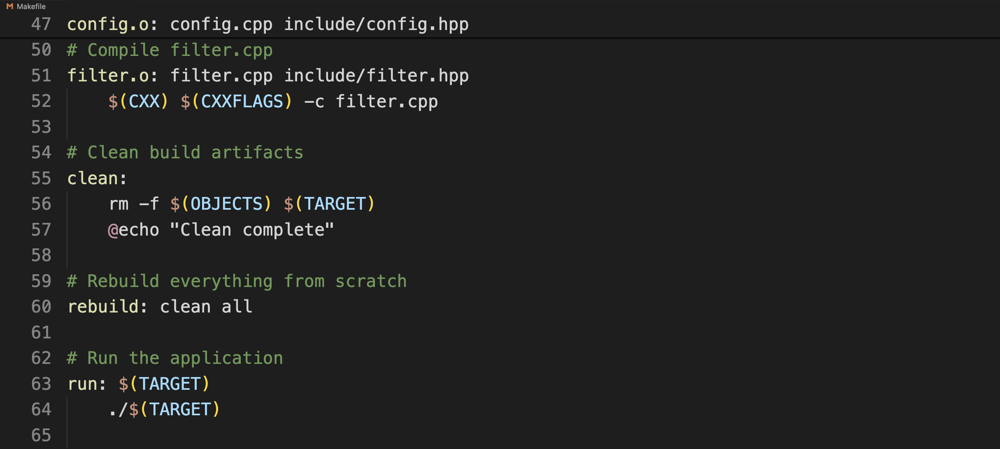 M Makefile
47 config.o: config.cpp include/config.hpp
50 # Compile filter.cpp
51 filter.o: filter.cpp include/filter.hpp
52     $(CXX) $(CXXFLAGS) -c filter.cpp
53
54 # Clean build artifacts
55 clean:
56     rm -f $(OBJECTS) $(TARGET)
57     @echo "Clean complete"
58
59 # Rebuild everything from scratch
60 rebuild: clean all
61
62 # Run the application
63 run: $(TARGET)
64     ./$(TARGET)
65